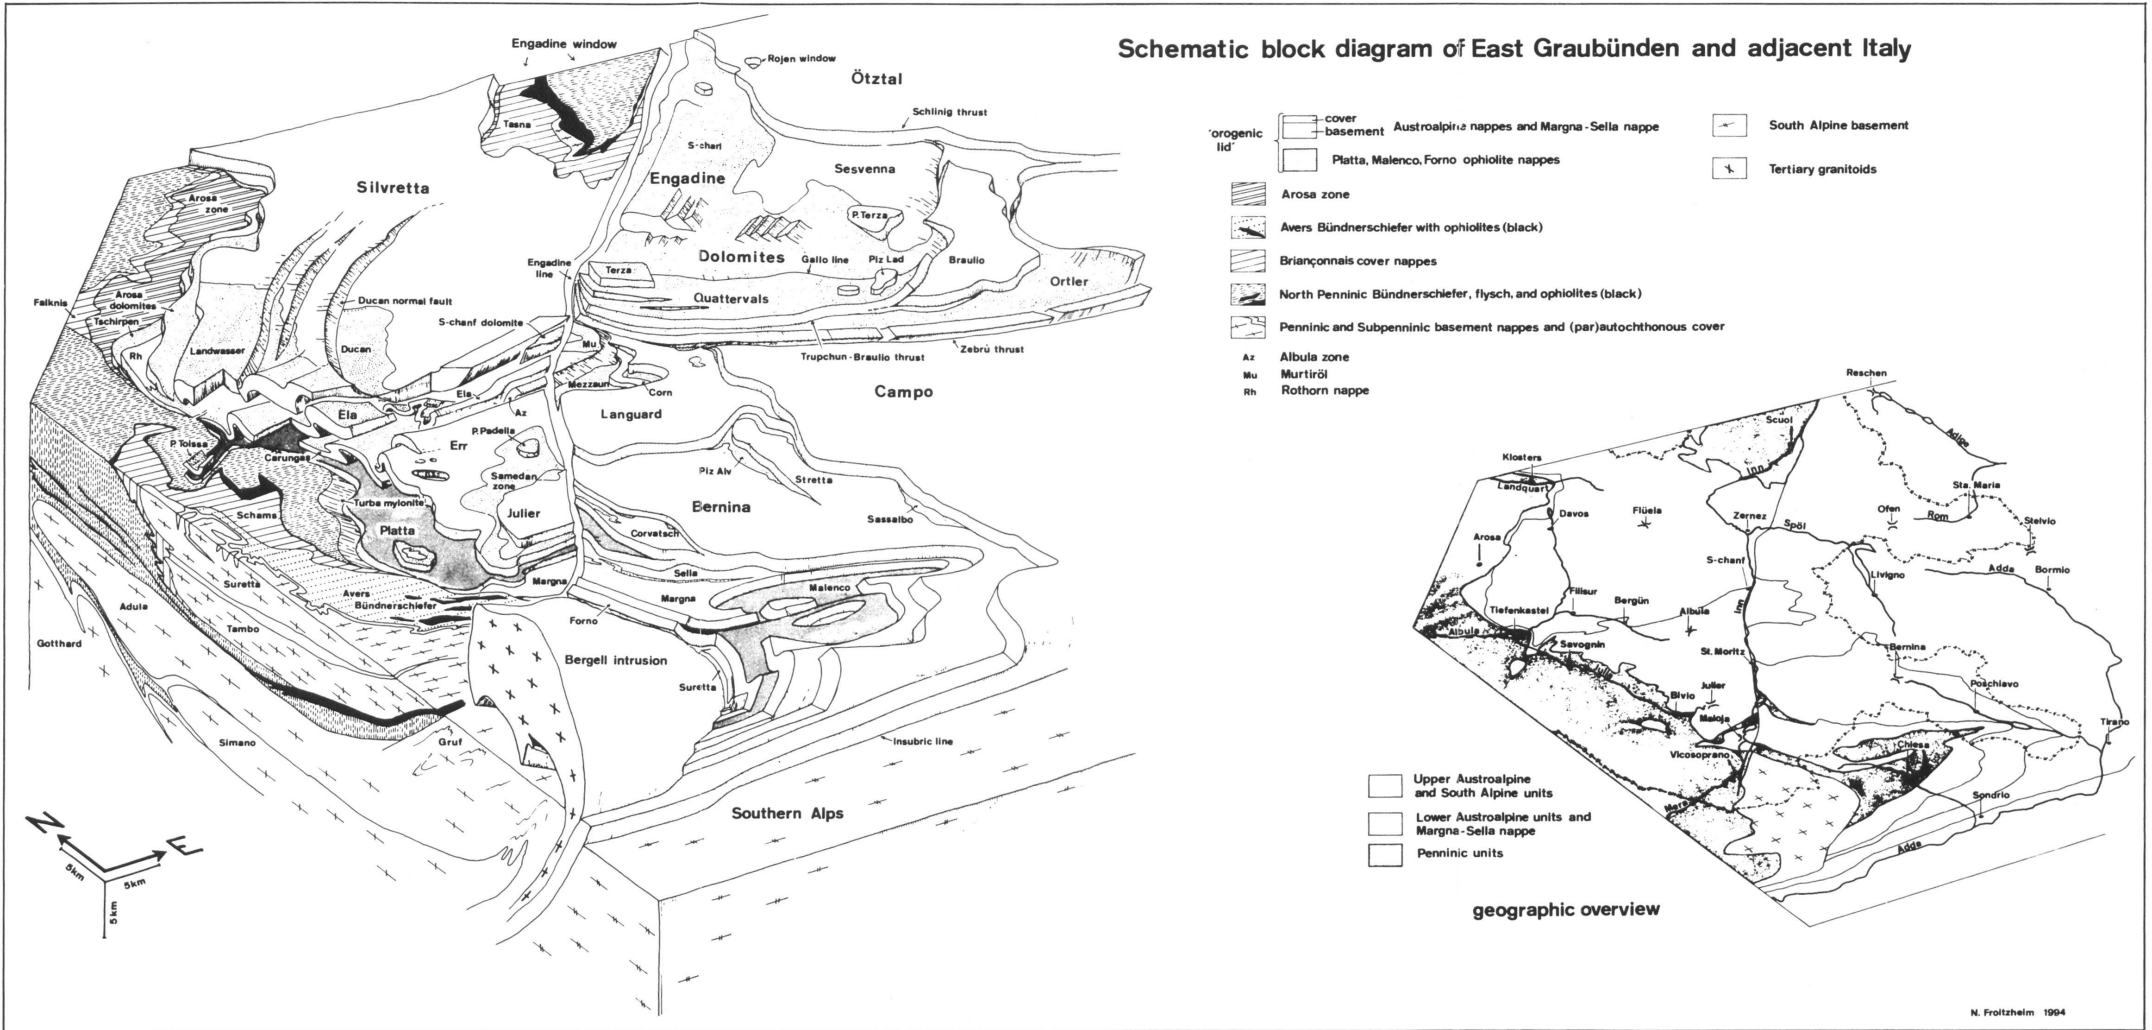 Schematic block diagram of East Graubünden and adjacent Italy
Engadine window
Rojen window
Ötztal
Schlinig thrust
Tasna
S-charl
Engadine
Sesvenna
Silvretta
Arosa
zone
P. Terza
Dolomites
Gallo line
Piz Lad
Braulio
Engadine
line
Terza
Ortler
Quattervals
Falknis
Arosa
dolomites
Ducan normal fault
Tschirpen
S-chanf dolomite
Rh
Landwasser
Ducan
Mu
Trupchun-Braulio thrust
Zebrù thrust
Mezzaun
Corn
Campo
Ela
Ela
Az
Languard
P. Toissa
Err
P. Padella
Carungas
Piz Alv
Stretta
Samedan
zone
Turba mylonite
Schams
Julier
Bernina
Sassalbo
Platta
Corvatsch
Sella
Margna
Malenco
Suretta
Margna
Avers
Bündnerschiefer
Adula
Forno
Tambo
Gotthard
Bergell intrusion
Suretta
Simano
Gruf
Insubric line
Southern Alps
N
E
5km
5km
5km
'orogenic
lid'
cover
basement
Austroalpine nappes and Margna-Sella nappe
Platta, Malenco, Forno ophiolite nappes
Arosa zone
Avers Bündnerschiefer with ophiolites (black)
Briançonnais cover nappes
North Penninic Bündnerschiefer, flysch, and ophiolites (black)
Penninic and Subpenninic basement nappes and (par)autochthonous cover
Az Albula zone
Mu Murtiröl
Rh Rothorn nappe
South Alpine basement
Tertiary granitoids
Reschen
Scuol
Adige
Klosters
Inn
Landquart
Sta. Maria
Davos
Flüela
Zernez
Ofen
Rom
Spöl
Stelvio
Arosa
S-chanf
Adda
Bormio
Livigno
Filisur
Bergün
Inn
Tiefenkastel
Albula
Albula
Savognin
St. Moritz
Bernina
Julia
Julier
Poschiavo
Bivio
Maloja
Tirano
Vicosoprano
Chiesa
Mera
Sondrio
Adda
Upper Austroalpine
and South Alpine units
Lower Austroalpine units and
Margna-Sella nappe
Penninic units
geographic overview
N. Froitzheim 1994